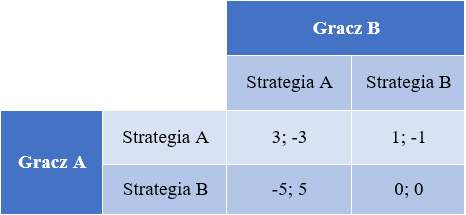 Gracz B
Strategia A Strategia B
Gracz A
Strategia A 3; -3 1; -1
Strategia B -5; 5 0; 0